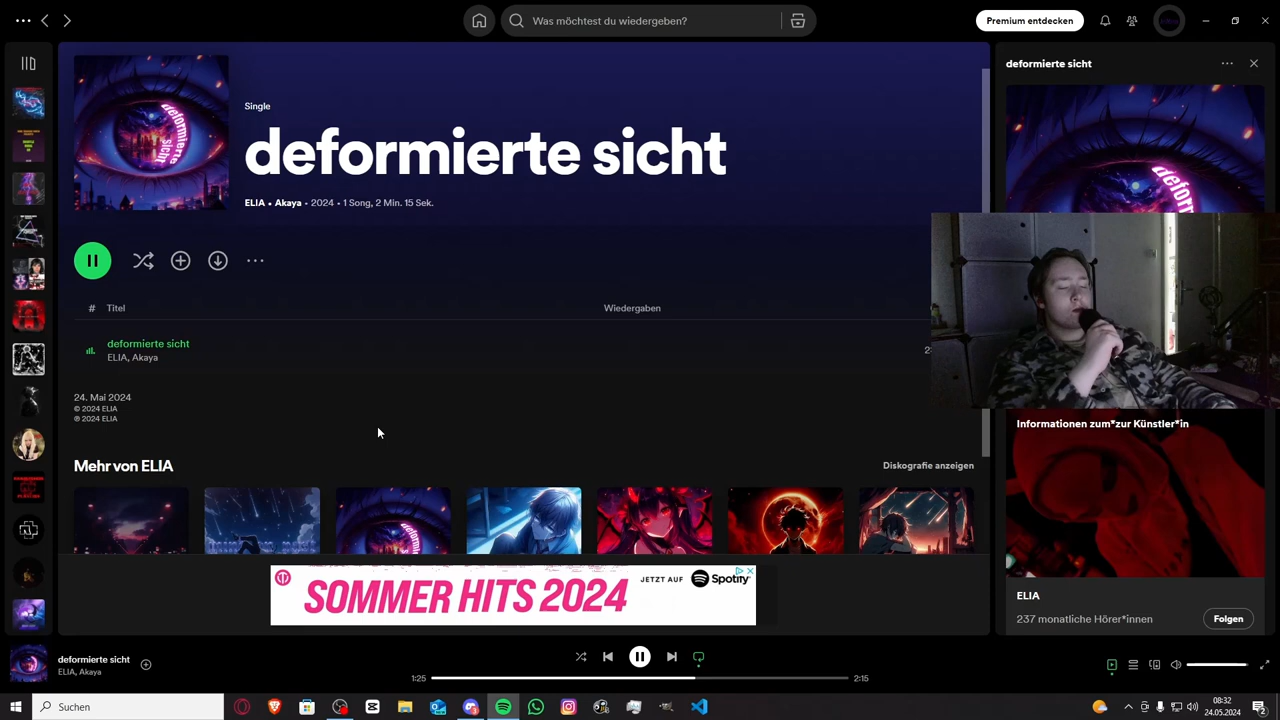 Was möchtest du wiedergeben?
Premium entdecken
Single
deformierte sicht
ELIA • Akaya • 2024 • 1 Song, 2 Min. 15 Sek.
# Titel Wiedergaben
deformierte sicht
ELIA, Akaya
24. Mai 2024
© 2024 ELIA
℗ 2024 ELIA
Mehr von ELIA
Diskografie anzeigen
SOMMER HITS 2024
JETZT AUF Spotify
deformierte sicht
deformierte sicht
Informationen zum*zur Künstler*in
ELIA
237 monatliche Hörer*innen
Folgen
deformierte sicht
ELIA, Akaya
1:25
2:15
Suchen
08:32
24.05.2024